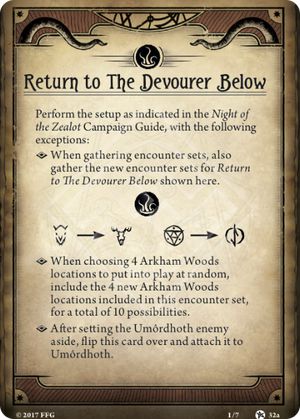 Return to The Devourer Below
Perform the setup as indicated in the Night of
the Zealot Campaign Guide, with the following
exceptions:
When gathering encounter sets, also
gather the new encounter sets for Return
to The Devourer Below shown here.
When choosing 4 Arkham Woods
locations to put into play at random,
include the 4 new Arkham Woods
locations included in this encounter set,
for a total of 10 possibilities.
After setting the Umôrdhoth enemy
aside, flip this card over and attach it to
Umôrdhoth.
© 2017 FFG
1/7
32a